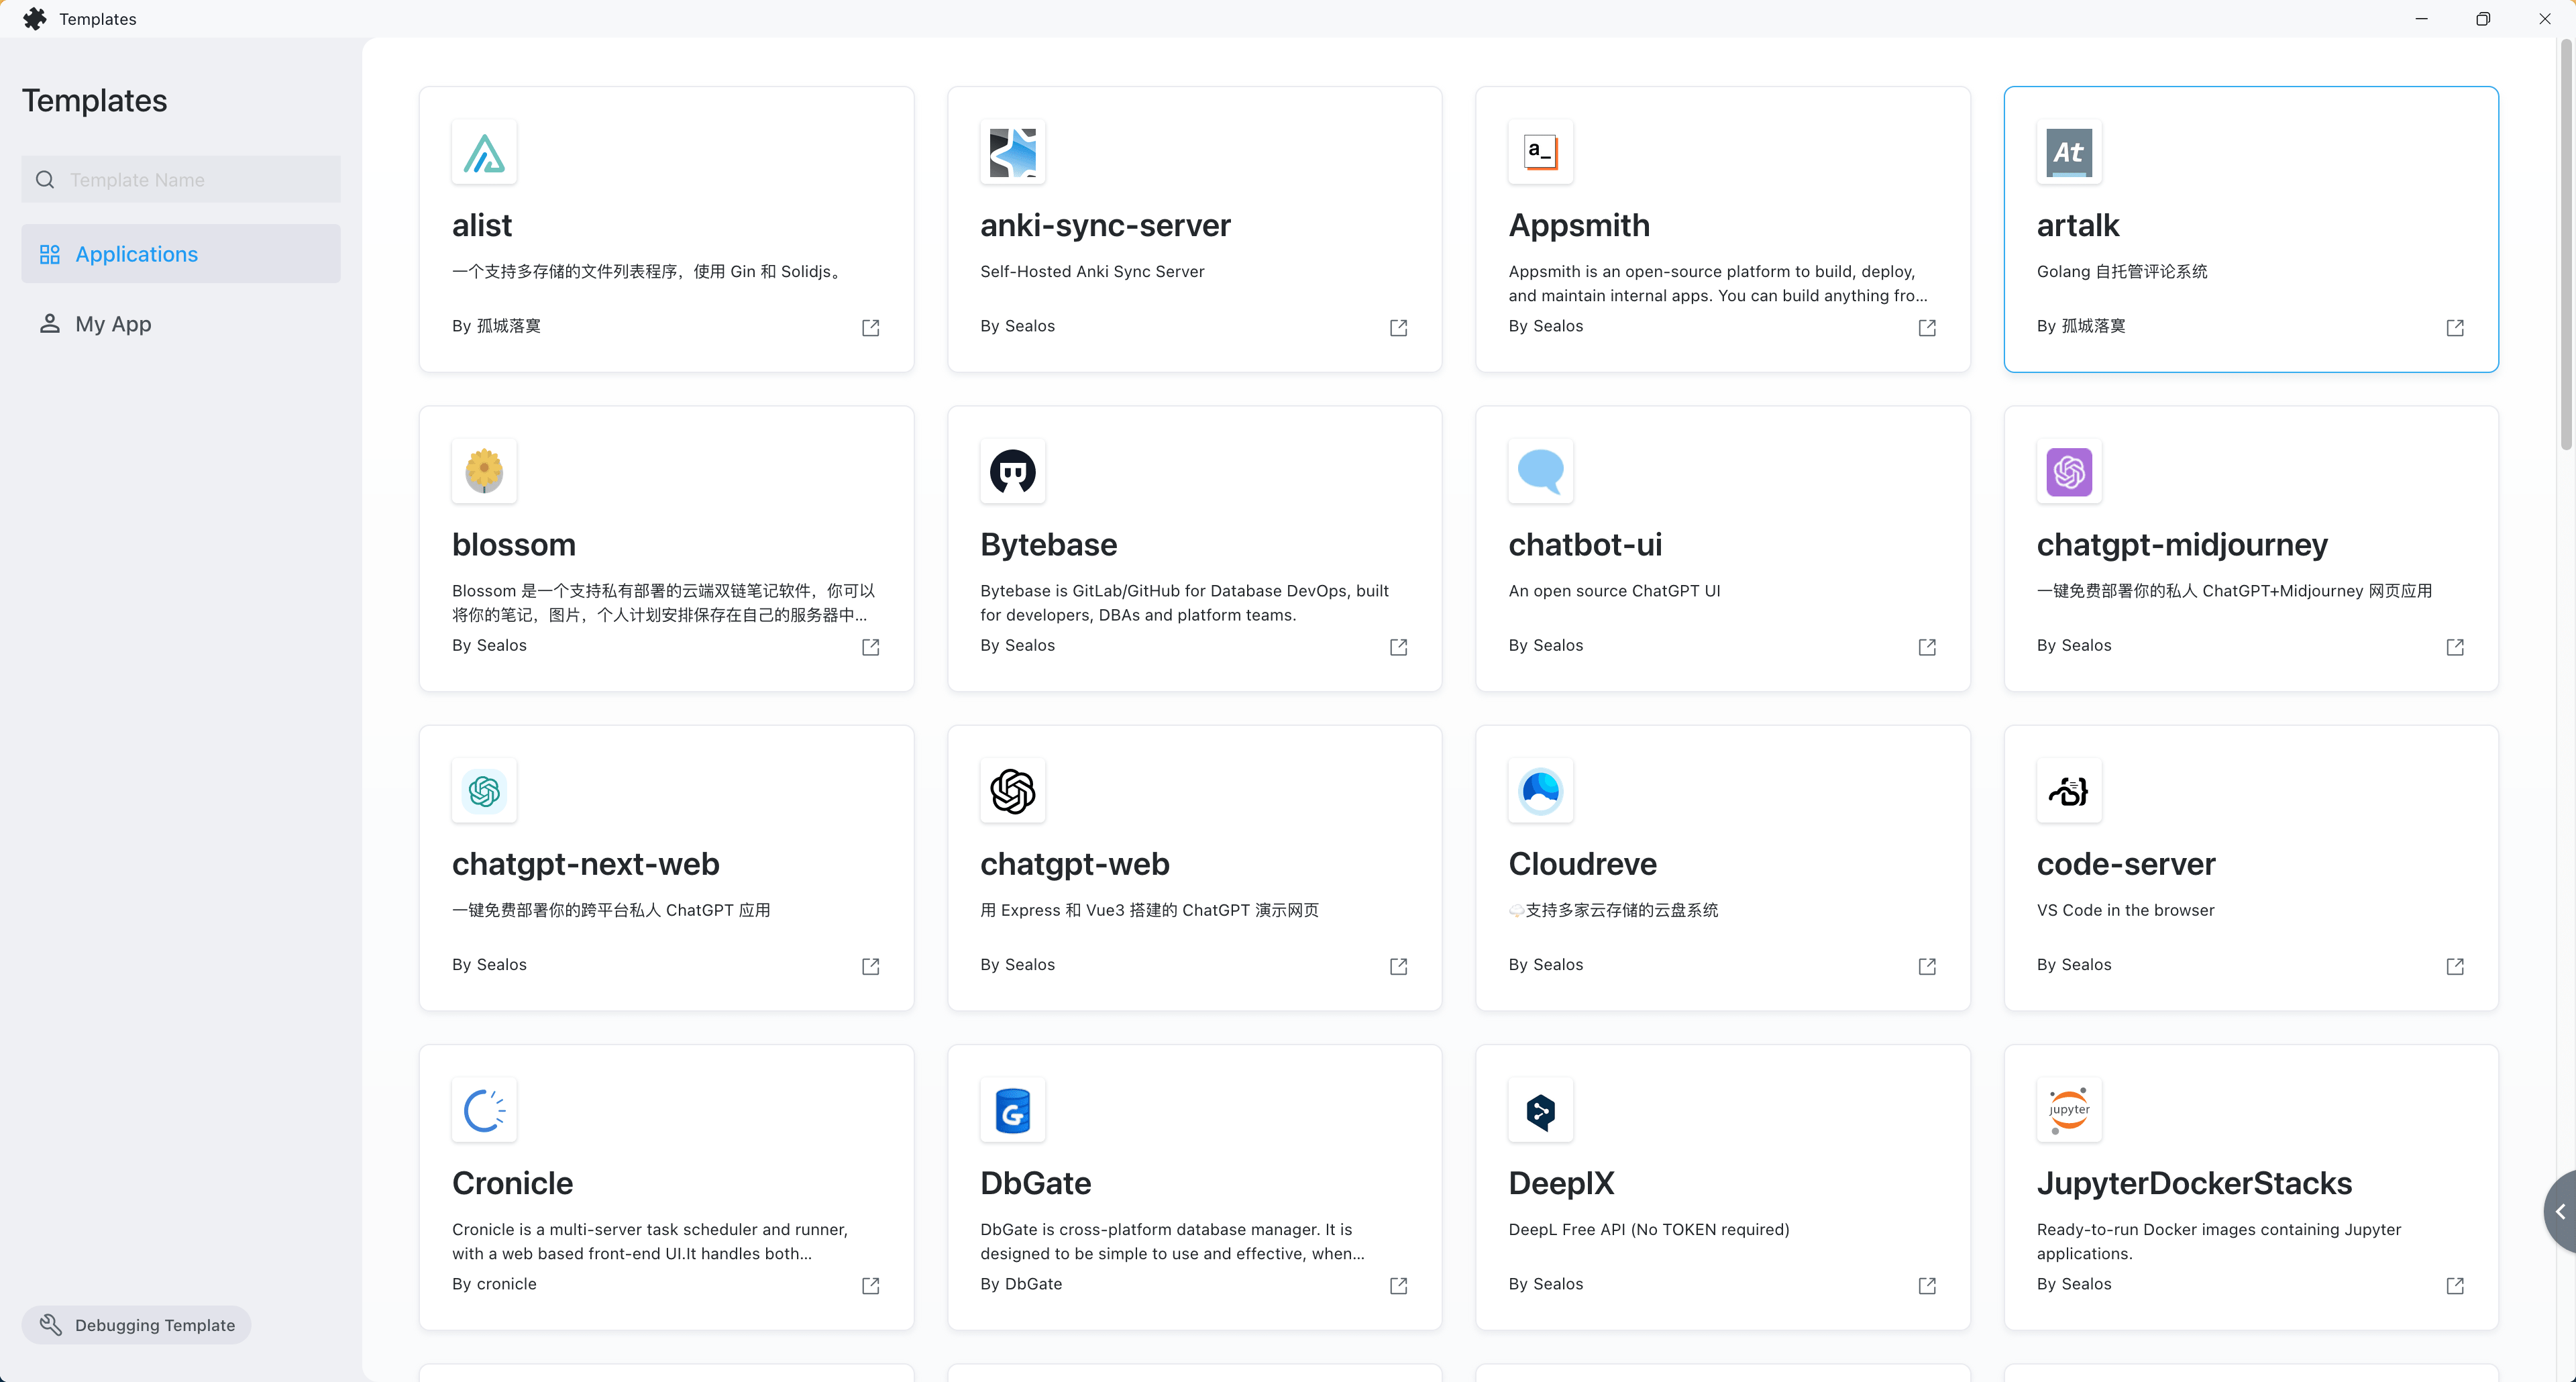 Templates
Templates
Template Name
Applications
My App
Debugging Template
alist
一个支持多存储的文件列表程序，使用 Gin 和 Solidjs。
By 孤城落寞
anki-sync-server
Self-Hosted Anki Sync Server
By Sealos
a_
Appsmith
Appsmith is an open-source platform to build, deploy,
and maintain internal apps. You can build anything fro...
By Sealos
At
artalk
Golang 自托管评论系统
By 孤城落寞
blossom
Blossom 是一个支持私有部署的云端双链笔记软件，你可以
将你的笔记，图片，个人计划安排保存在自己的服务器中...
By Sealos
Bytebase
Bytebase is GitLab/GitHub for Database DevOps, built
for developers, DBAs and platform teams.
By Sealos
chatbot-ui
An open source ChatGPT UI
By Sealos
chatgpt-midjourney
一键免费部署你的私人 ChatGPT+Midjourney 网页应用
By Sealos
chatgpt-next-web
一键免费部署你的跨平台私人 ChatGPT 应用
By Sealos
chatgpt-web
用 Express 和 Vue3 搭建的 ChatGPT 演示网页
By Sealos
Cloudreve
🌩支持多家云存储的云盘系统
By Sealos
code-server
VS Code in the browser
By Sealos
Cronicle
Cronicle is a multi-server task scheduler and runner,
with a web based front-end UI.It handles both...
By cronicle
G
DbGate
DbGate is cross-platform database manager. It is
designed to be simple to use and effective, when...
By DbGate
DeeplX
DeepL Free API (No TOKEN required)
By Sealos
jupyter
JupyterDockerStacks
Ready-to-run Docker images containing Jupyter
applications.
By Sealos